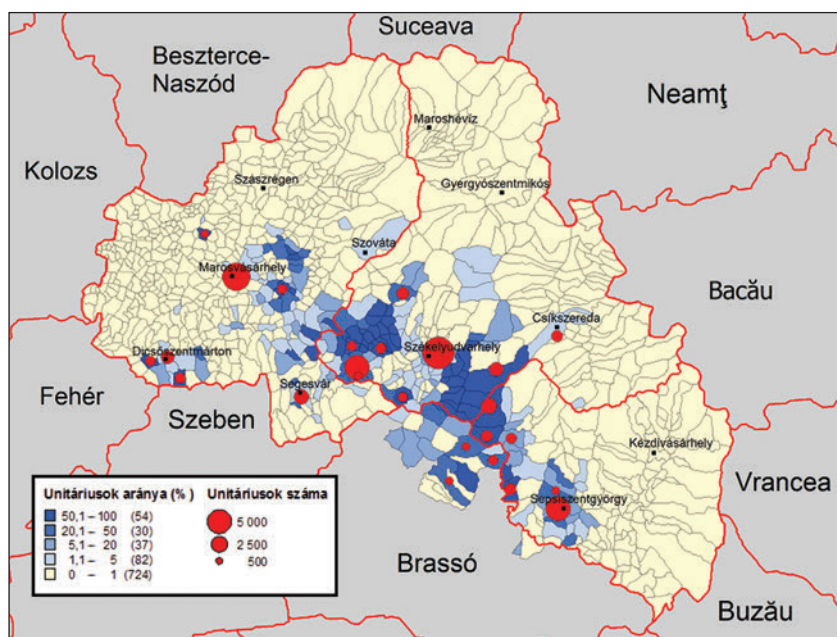 Suceava
Beszterce-
Naszód
Neamţ
Maroshévíz
Kolozs
Szászrégen
Gyergyószentmikós
Szováta
Marosvásárhely
Bacău
Csíkszereda
Dicsőszentmárton
Székelyudvarhely
Fehér
Segesvár
Szeben
Kézdivásárhely
Vrancea
Sepsiszentgyörgy
Brassó
Buzău
Unitáriusok aránya (%)
50,1 – 100 (54)
20,1 – 50 (30)
5,1 – 20 (37)
1,1 – 5 (82)
0 – 1 (724)
Unitáriusok száma
5 000
2 500
500